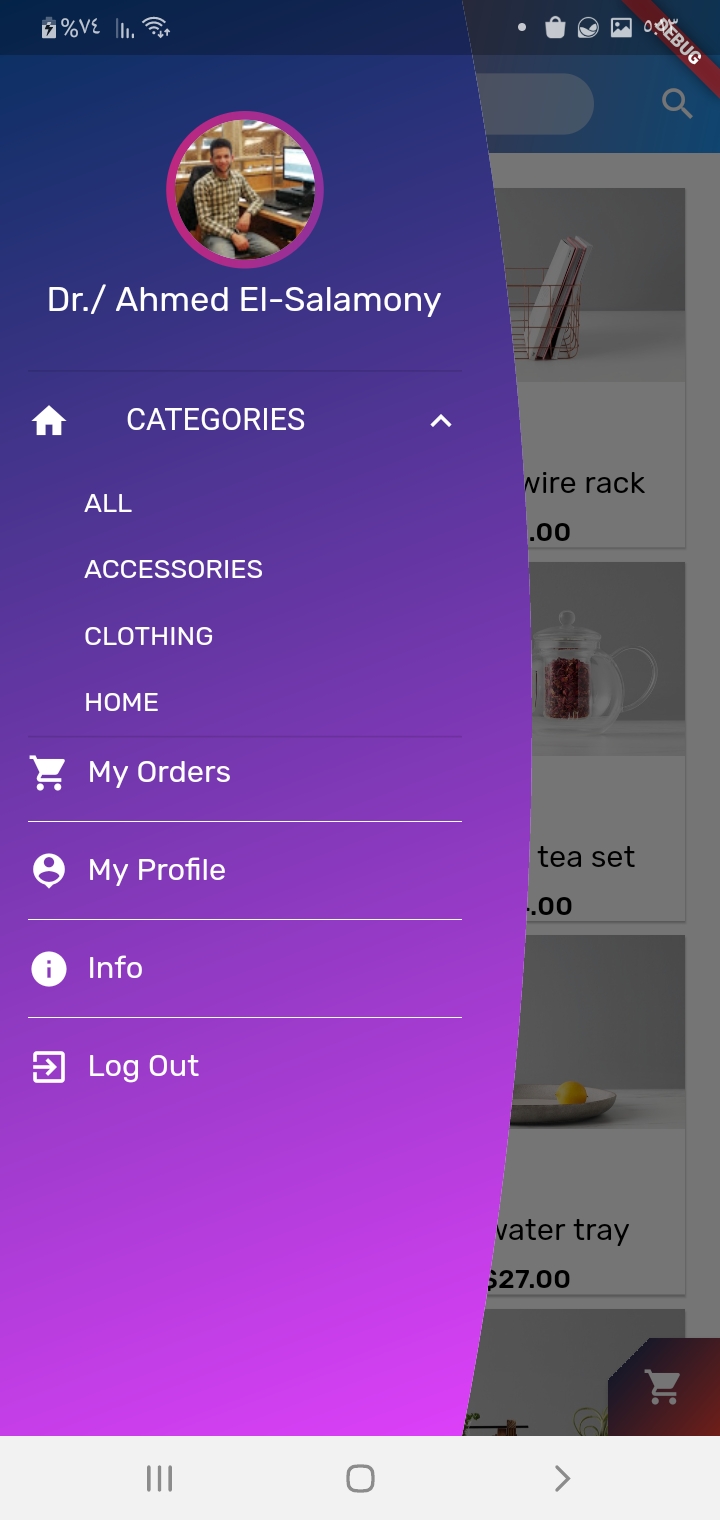 %٧٤
DEBUG
Dr./ Ahmed El-Salamony
CATEGORIES
ALL
ACCESSORIES
CLOTHING
HOME
My Orders
My Profile
Info
Log Out
wire rack
.00
tea set
.00
water tray
$27.00